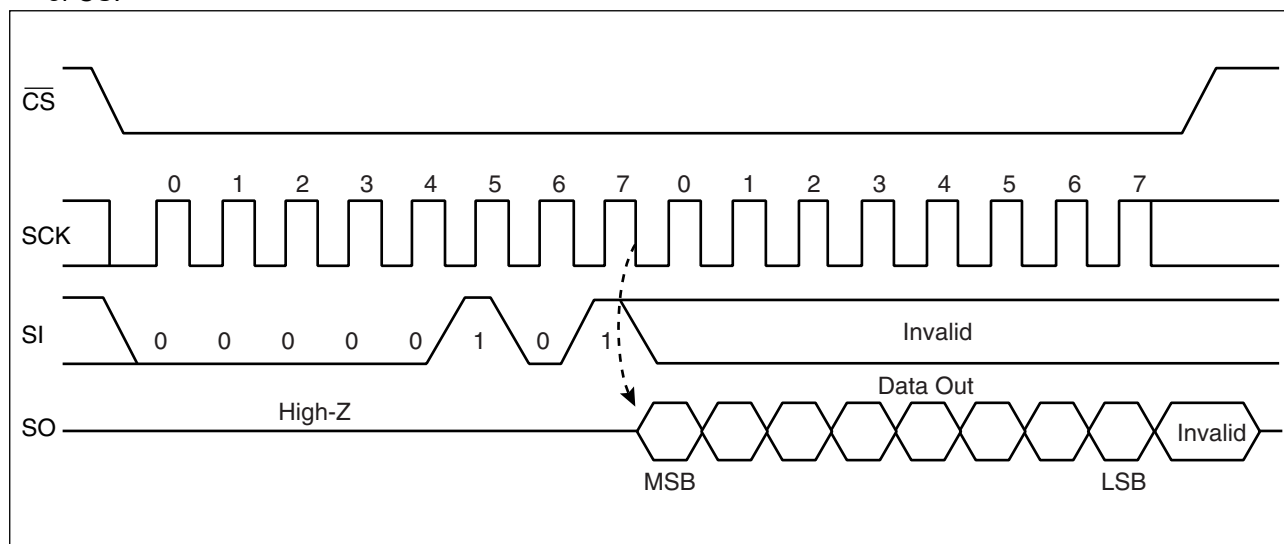 CS
0 1 2 3 4 5 6 7 0 1 2 3 4 5 6 7
SCK
SI
0 0 0 0 0 1 0 1
Invalid
Data Out
High-Z
SO
Invalid
MSB
LSB